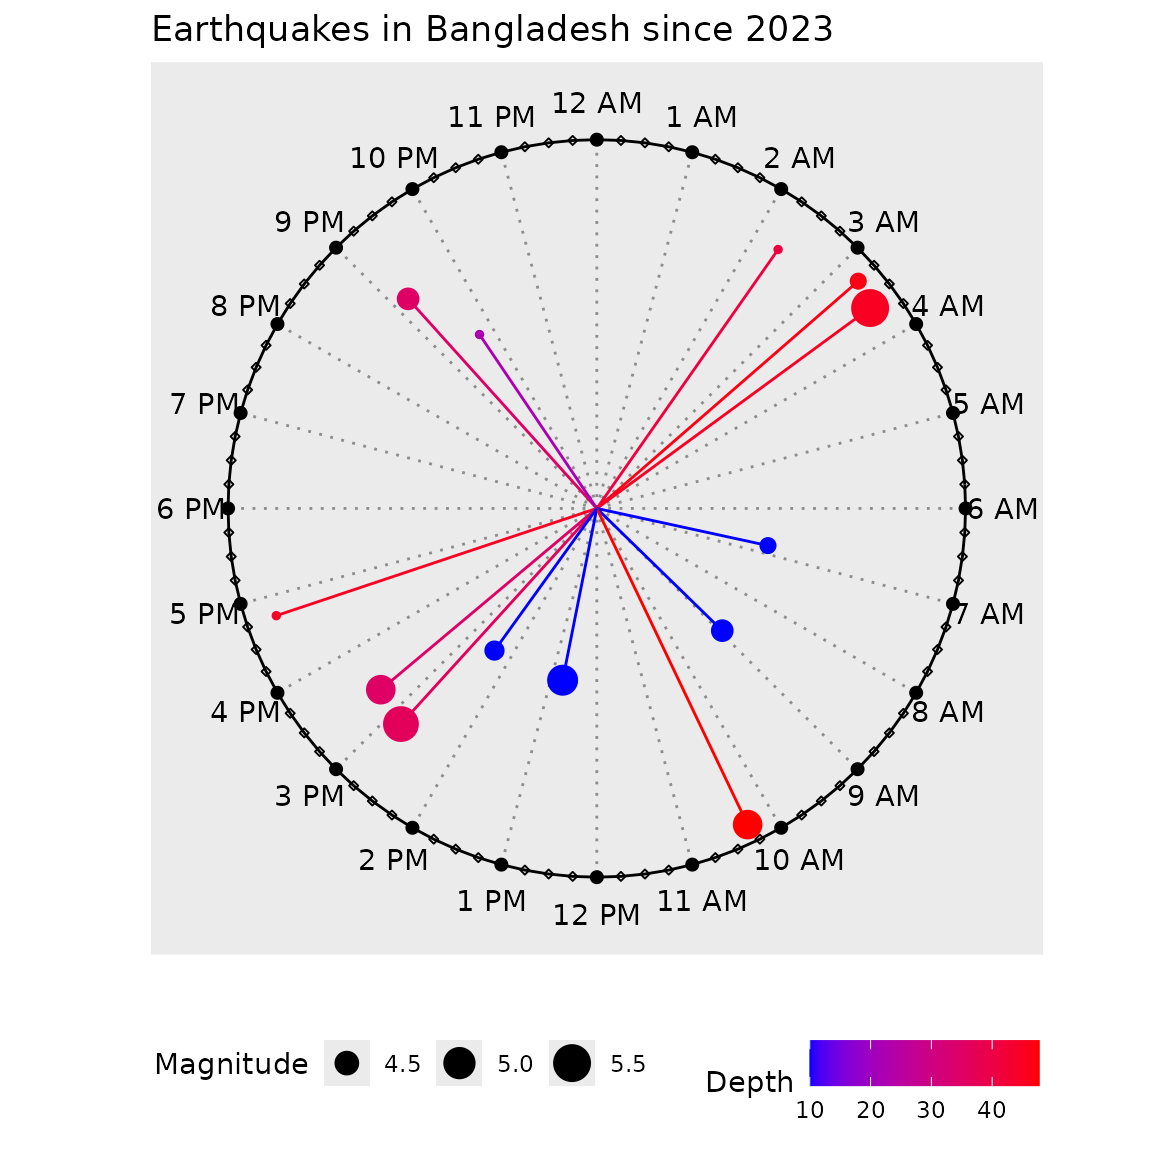 Earthquakes in Bangladesh since 2023
12 AM
1 AM
2 AM
3 AM
4 AM
5 AM
6 AM
7 AM
8 AM
9 AM
10 AM
11 AM
12 PM
1 PM
2 PM
3 PM
4 PM
5 PM
6 PM
7 PM
8 PM
9 PM
10 PM
11 PM
Magnitude 4.5 5.0 5.5
Depth
10 20 30 40